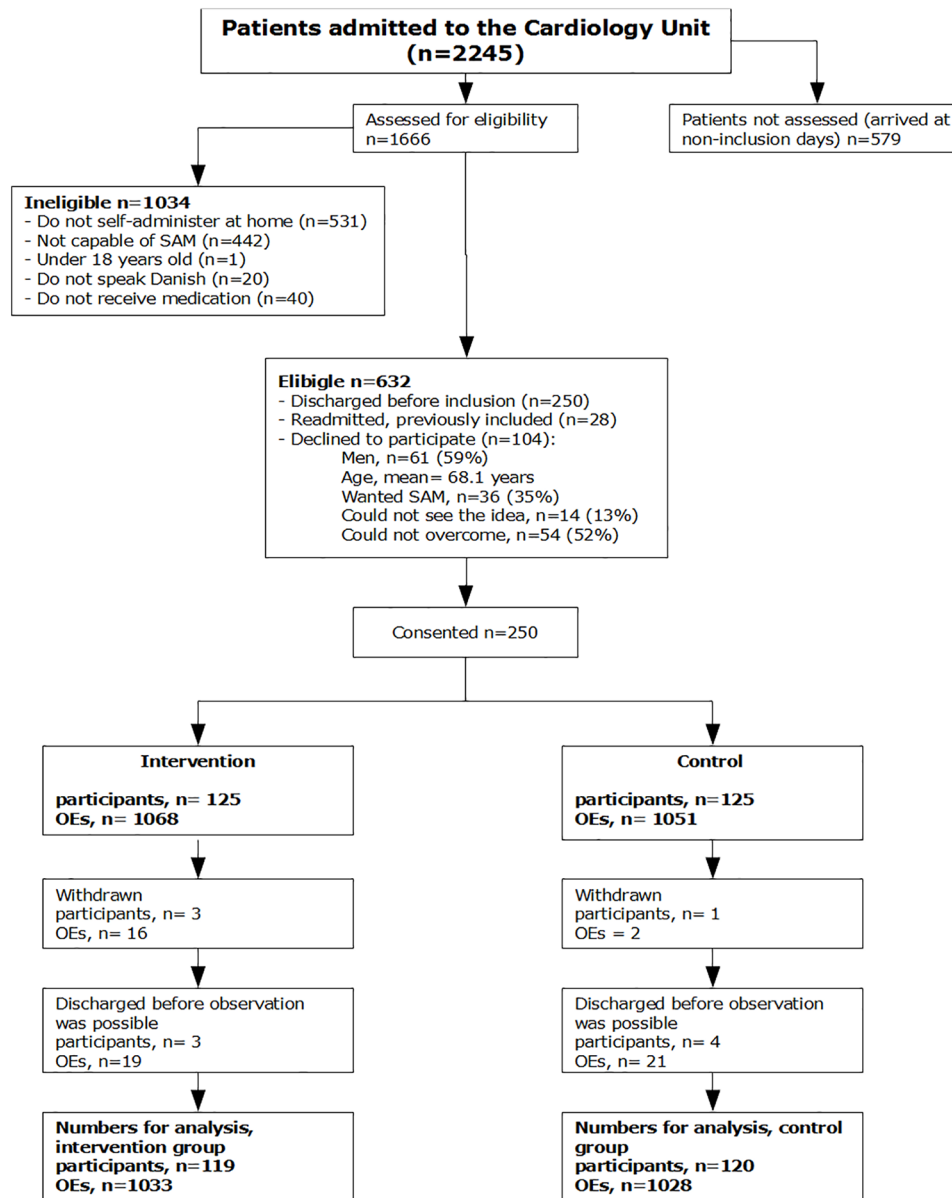 Patients admitted to the Cardiology Unit
(n=2245)
Assessed for eligibility
n=1666
Patients not assessed (arrived at
non-inclusion days) n=579
Ineligible n=1034
- Do not self-administer at home (n=531)
- Not capable of SAM (n=442)
- Under 18 years old (n=1)
- Do not speak Danish (n=20)
- Do not receive medication (n=40)
Elibigle n=632
- Discharged before inclusion (n=250)
- Readmitted, previously included (n=28)
- Declined to participate (n=104):
Men, n=61 (59%)
Age, mean= 68.1 years
Wanted SAM, n=36 (35%)
Could not see the idea, n=14 (13%)
Could not overcome, n=54 (52%)
Consented n=250
Intervention
participants, n= 125
OEs, n= 1068
Control
participants, n=125
OEs, n= 1051
Withdrawn
participants, n= 3
OEs, n= 16
Withdrawn
participants, n= 1
OEs = 2
Discharged before observation
was possible
participants, n= 3
OEs, n=19
Discharged before observation
was possible
participants, n= 4
OEs, n= 21
Numbers for analysis,
intervention group
participants, n=119
OEs, n=1033
Numbers for analysis, control
group
participants, n=120
OEs, n=1028